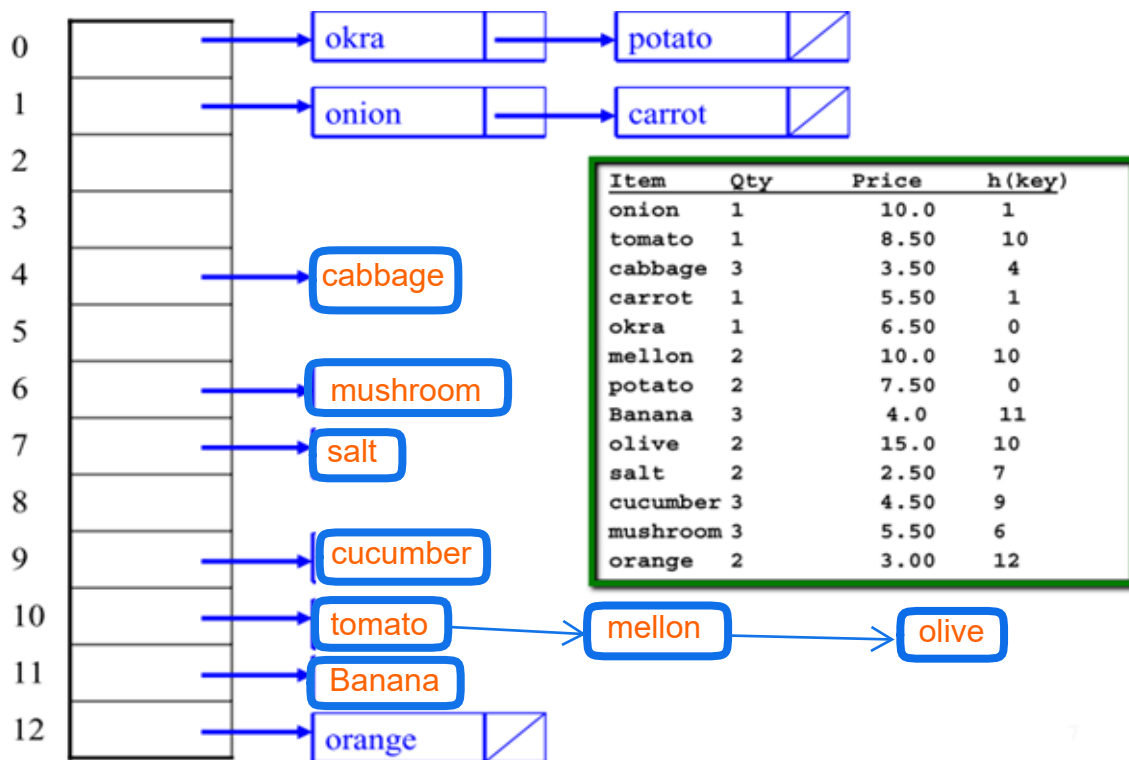 0 okra potato
1 onion carrot
2
3
4 cabbage
5
6 mushroom
7 salt
8
9 cucumber
10 tomato mellon olive
11 Banana
12 orange
Item Qty Price h(key)
onion 1 10.0 1
tomato 1 8.50 10
cabbage 3 3.50 4
carrot 1 5.50 1
okra 1 6.50 0
mellon 2 10.0 10
potato 2 7.50 0
Banana 3 4.0 11
olive 2 15.0 10
salt 2 2.50 7
cucumber 3 4.50 9
mushroom 3 5.50 6
orange 2 3.00 12
7